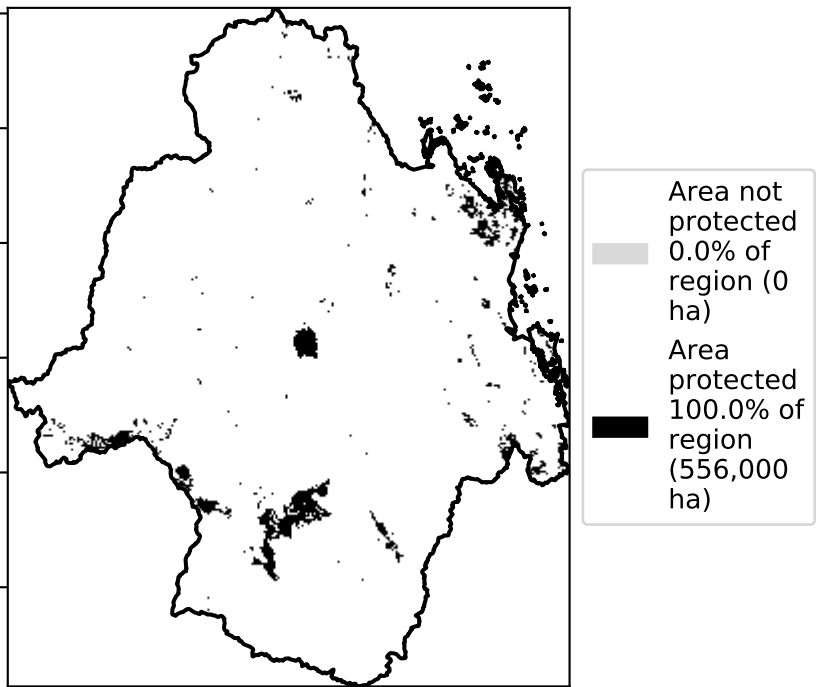 Area not
protected
0.0% of
region (0
ha)
Area
protected
100.0% of
region
(556,000
ha)